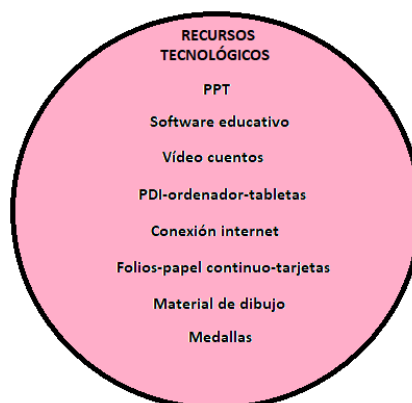 RECURSOS
TECNOLÓGICOS
PPT
Software educativo
Vídeo cuentos
PDI-ordenador-tabletas
Conexión internet
Folios-papel continuo-tarjetas
Material de dibujo
Medallas